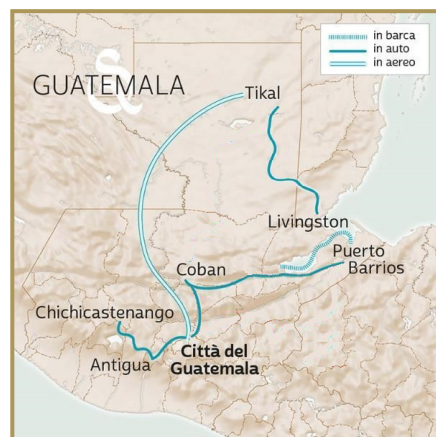 in barca
in auto
in aereo
&
GUATEMALA
Tikal
Livingston
Puerto
Barrios
Coban
Chichicastenango
Antigua
Città del
Guatemala